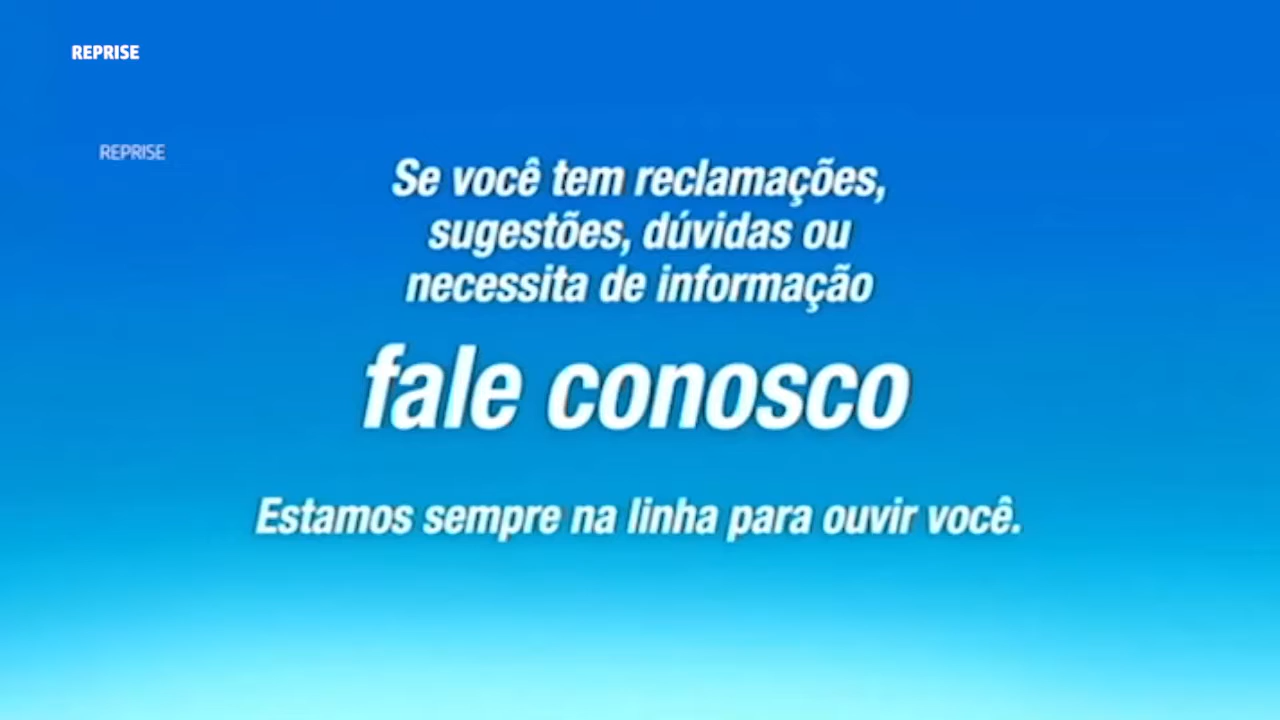 REPRISE
REPRISE
Se você tem reclamações,
sugestões, dúvidas ou
necessita de informação
fale conosco
Estamos sempre na linha para ouvir você.